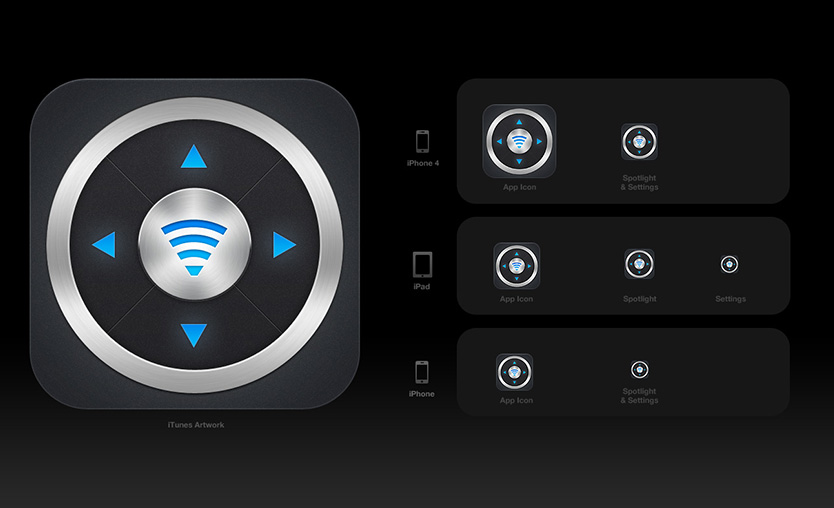 iPhone 4
App Icon
Spotlight
& Settings
iPad
App Icon
Spotlight
Settings
iPhone
App Icon
Spotlight
& Settings
iTunes Artwork